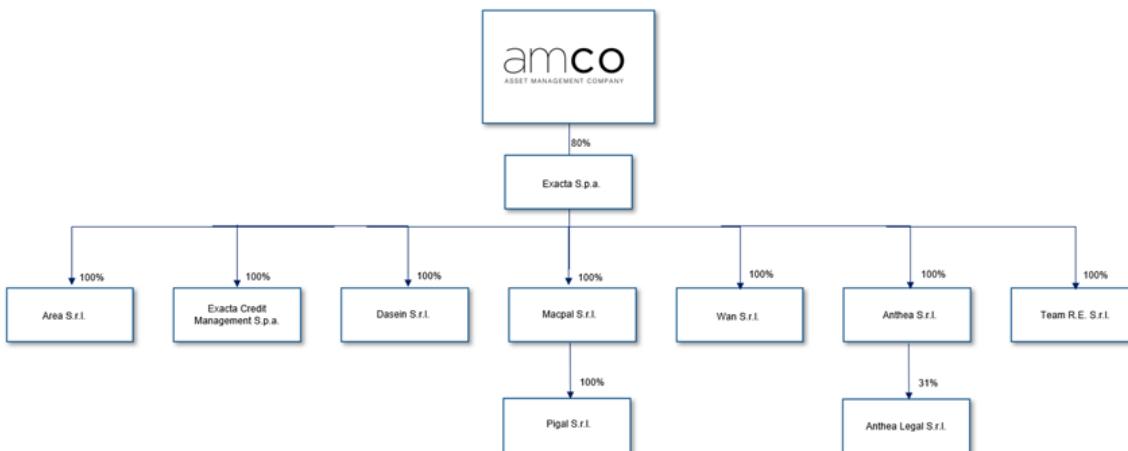 amco
ASSET MANAGEMENT COMPANY
80%
Exacta S.p.a.
100%
100%
100%
100%
100%
100%
100%
Area S.r.l.
Exacta Credit
Management S.p.a.
Dasein S.r.l.
Macpal S.r.l.
Wan S.r.l.
Anthea S.r.l.
Team R.E. S.r.l.
100%
31%
Pigal S.r.l.
Anthea Legal S.r.l.